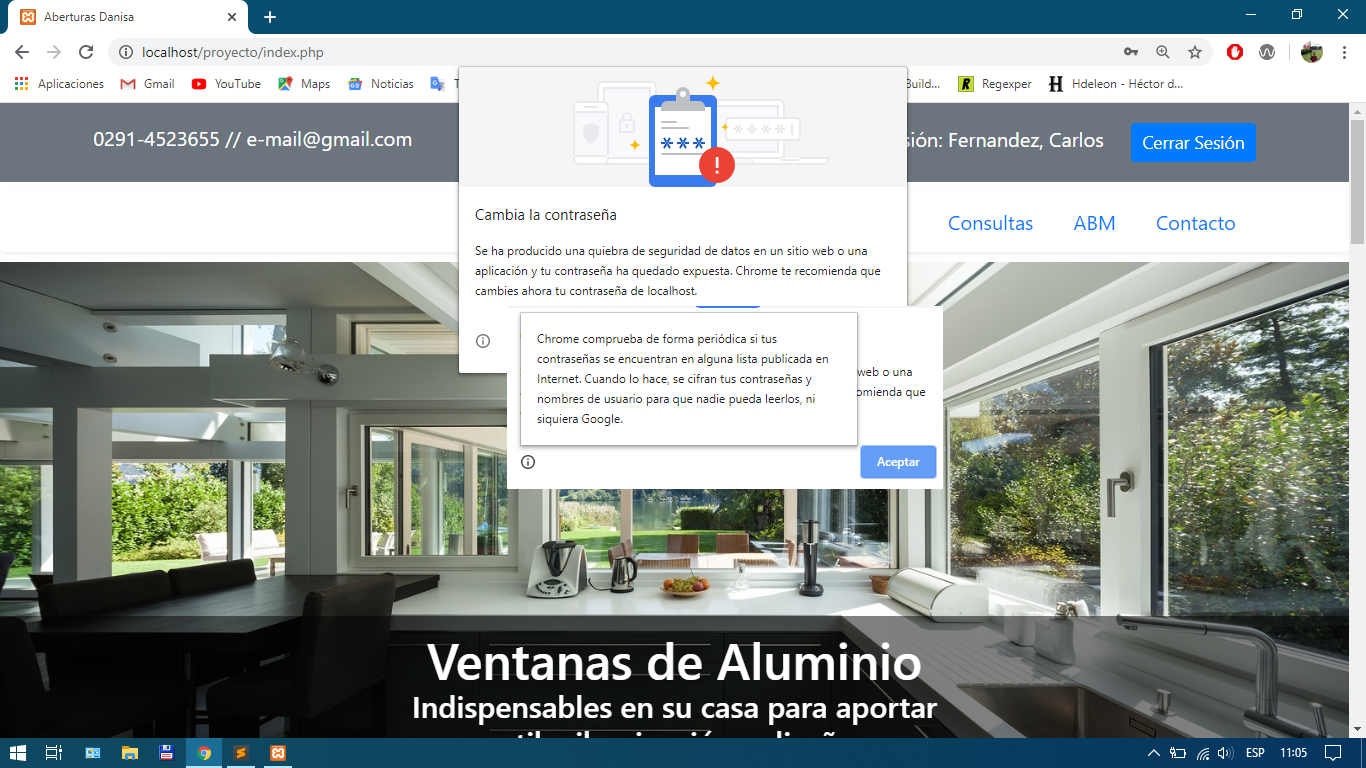 Aberturas Danisa
localhost/proyecto/index.php
Aplicaciones
Gmail
YouTube
Maps
Noticias
Regexper
Hdeleon - Héctor d...
0291-4523655 // e-mail@gmail.com
Fernandez, Carlos
Cerrar Sesión
Consultas
ABM
Contacto
Cambia la contraseña
Se ha producido una quiebra de seguridad de datos en un sitio web o una
aplicación y tu contraseña ha quedado expuesta. Chrome te recomienda que
cambies ahora tu contraseña de localhost.
Chrome comprueba de forma periódica si tus
contraseñas se encuentran en alguna lista publicada en
Internet. Cuando lo hace, se cifran tus contraseñas y
nombres de usuario para que nadie pueda leerlos, ni
siquiera Google.
web o una
que
Aceptar
Ventanas de Aluminio
Indispensables en su casa para aportar
ESP
11:05